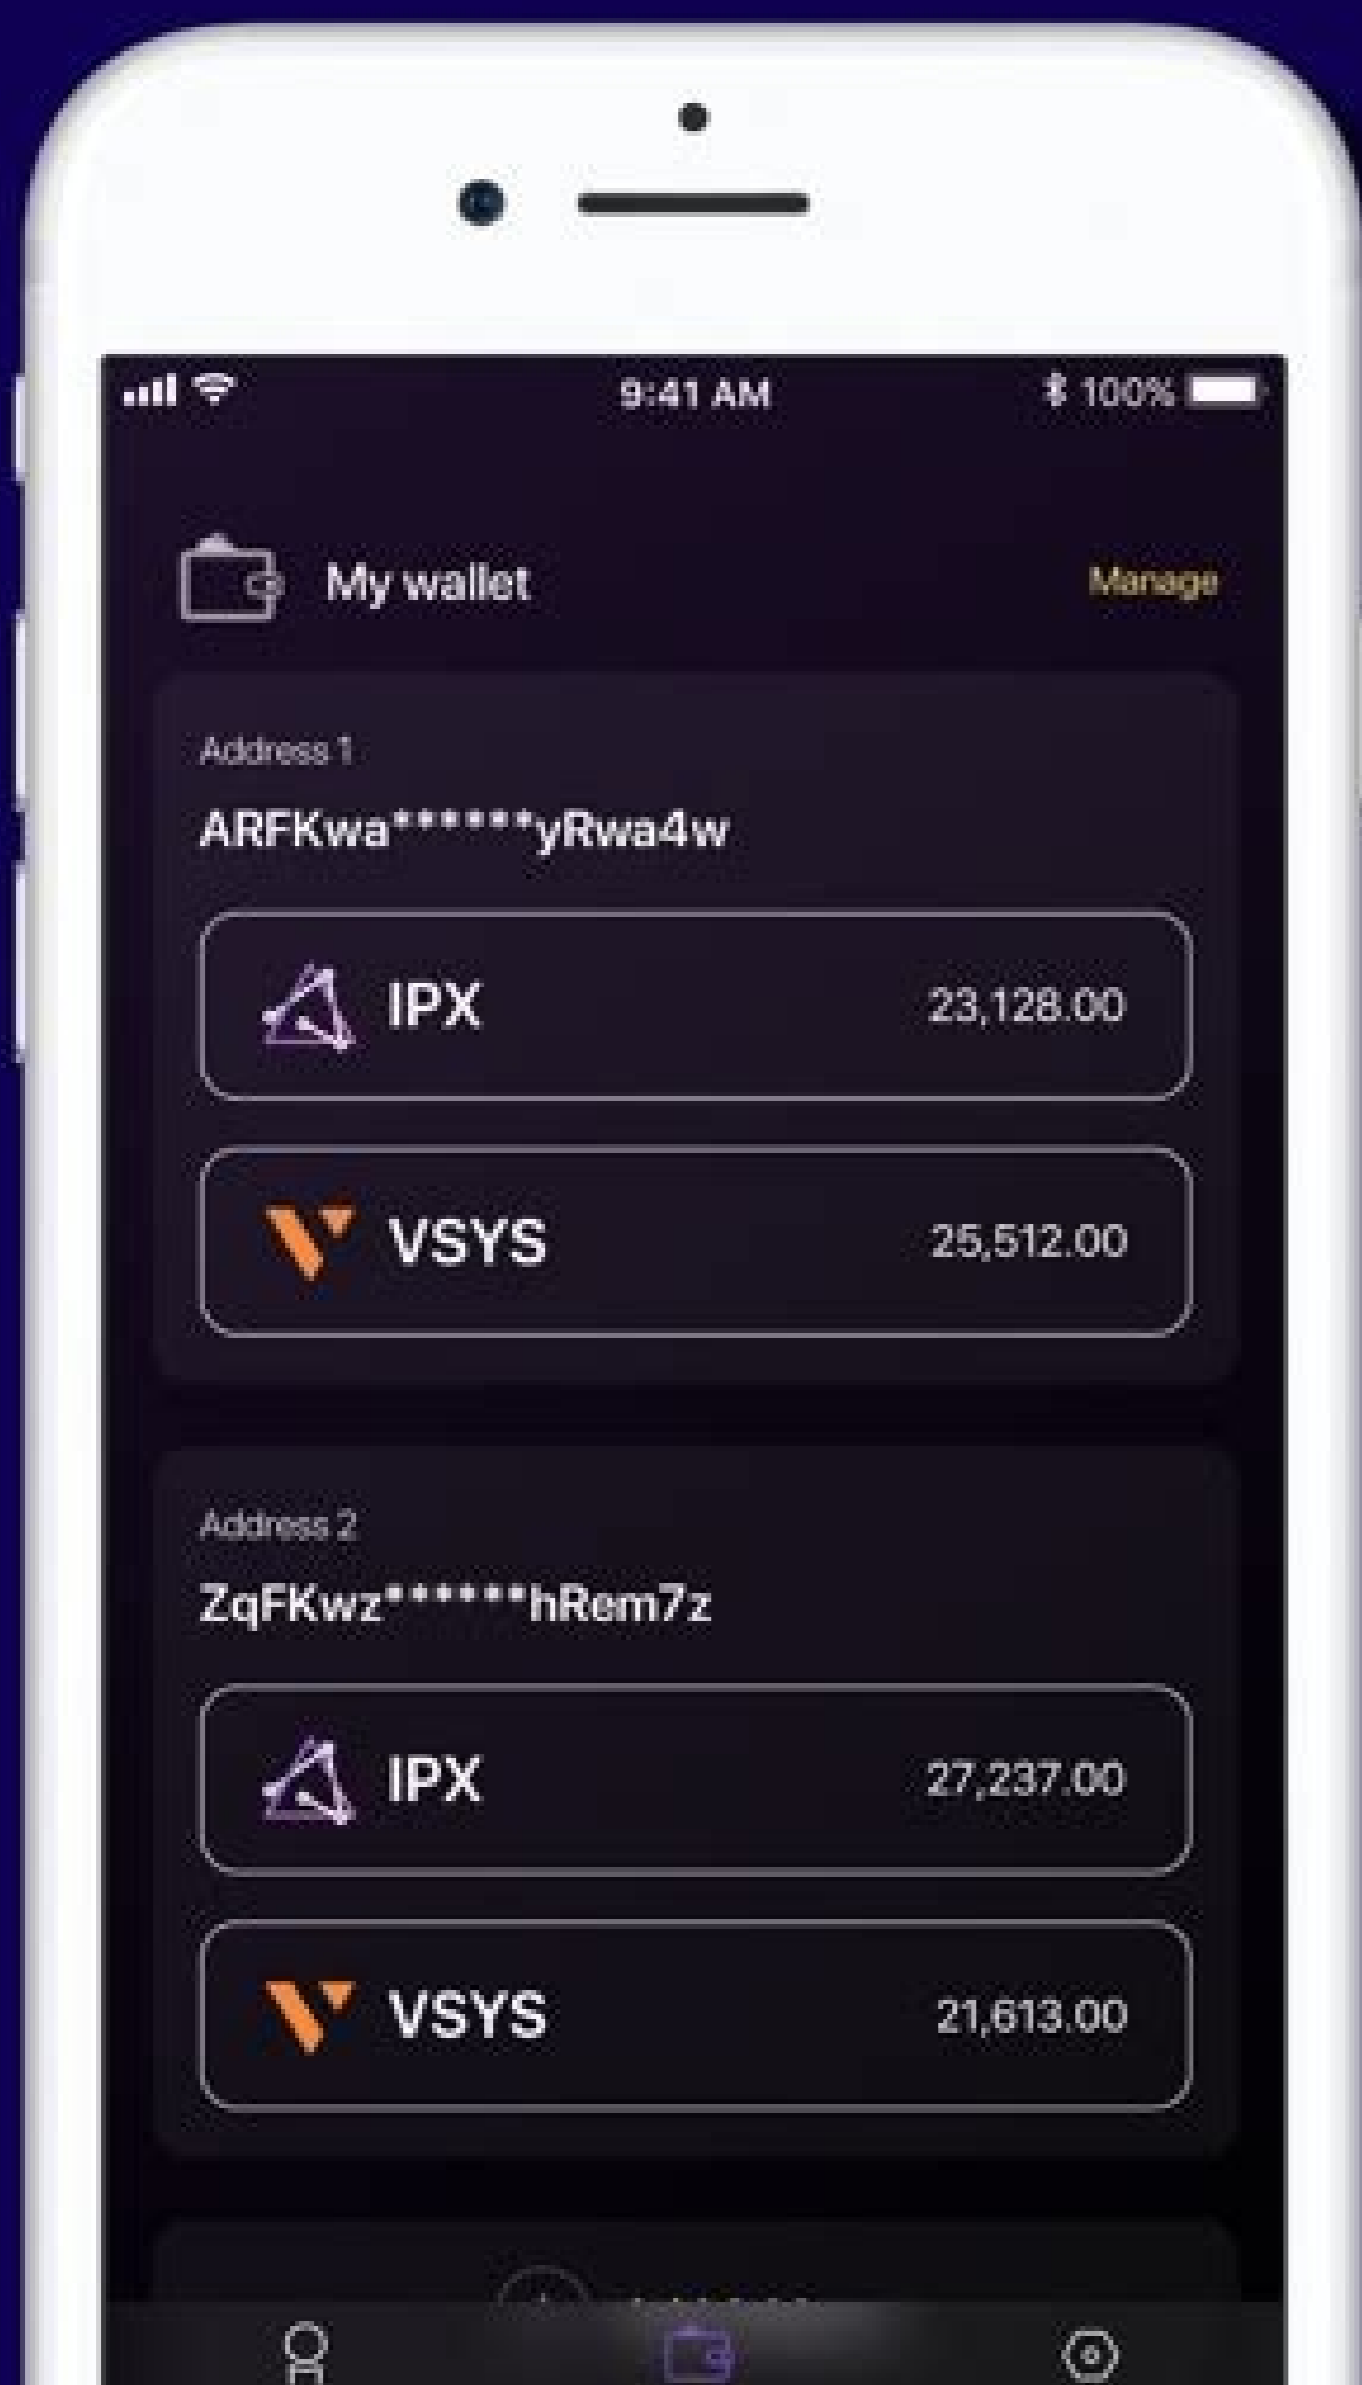 9:41 AM
100%
My wallet
Manage
Address 1
ARFKwa******yRwa4w
IPX
23,128.00
VSYS
25,512.00
Address 2
ZqFKwz******hRem7z
IPX
27,237.00
VSYS
21,613.00